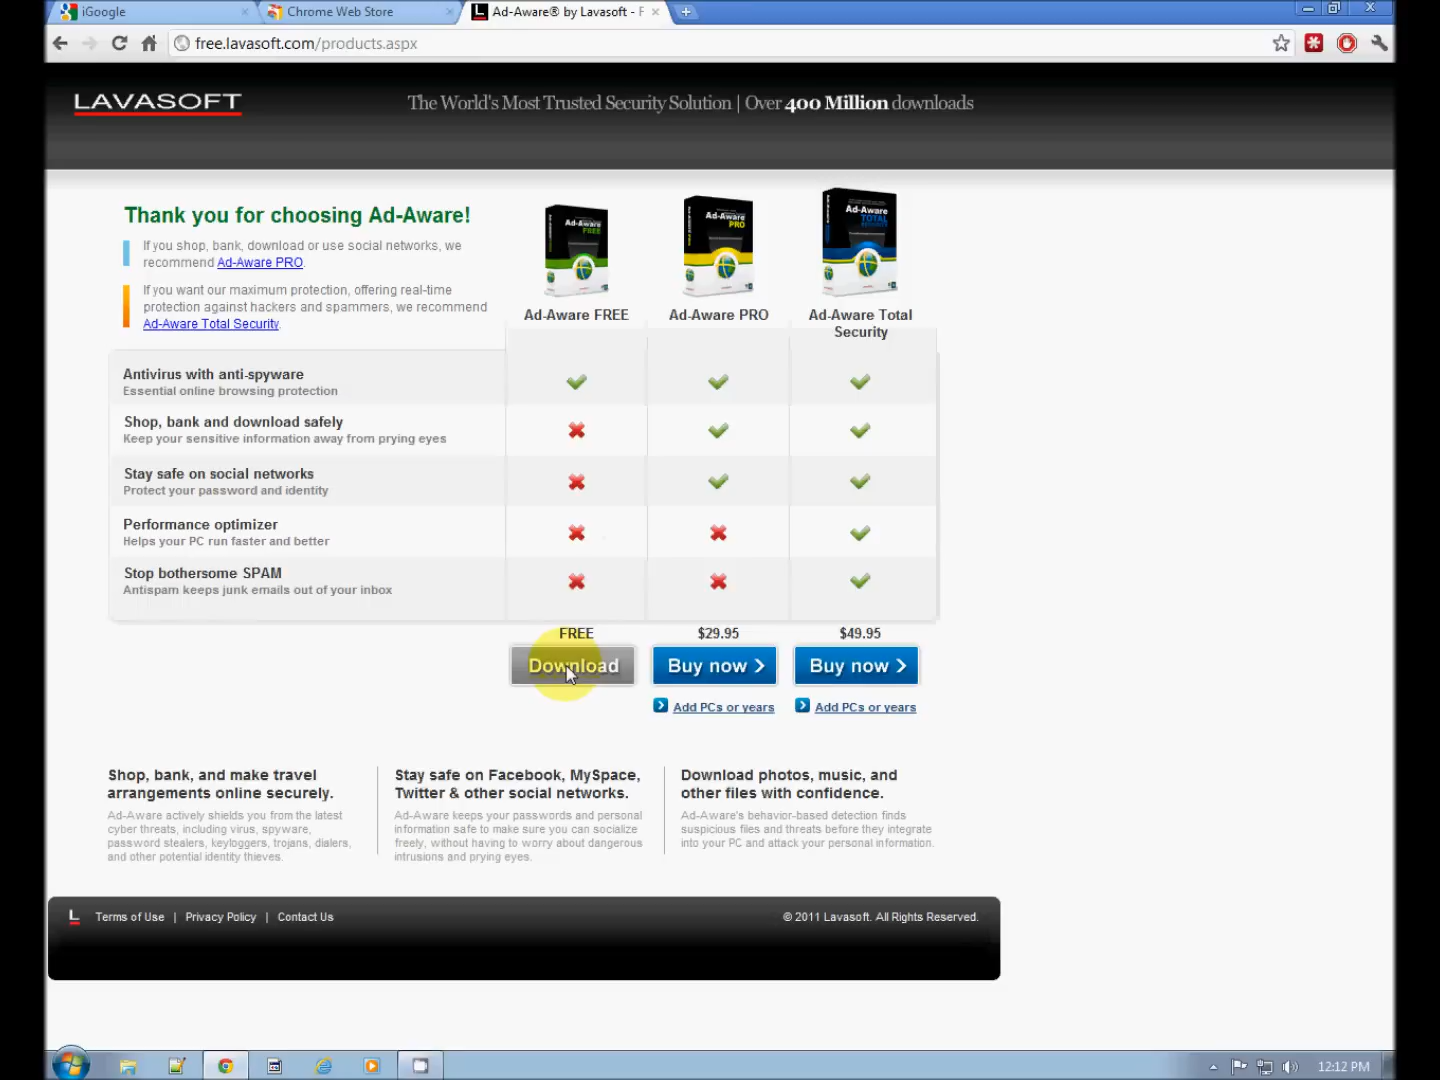 iGoogle
Chrome Web Store
Ad-Aware® by Lavasoft - F
free.lavasoft.com/products.aspx
LAVASOFT
The World's Most Trusted Security Solution | Over 400 Million downloads
Thank you for choosing Ad-Aware!
If you shop, bank, download or use social networks, we
recommend Ad-Aware PRO.
If you want our maximum protection, offering real-time
protection against hackers and spammers, we recommend
Ad-Aware Total Security.
Ad-Aware
FREE
Ad-Aware
PRO
Ad-Aware
TOTAL
SECURITY
Ad-Aware FREE
Ad-Aware PRO
Ad-Aware Total
Security
Antivirus with anti-spyware
Essential online browsing protection
Shop, bank and download safely
Keep your sensitive information away from prying eyes
Stay safe on social networks
Protect your password and identity
Performance optimizer
Helps your PC run faster and better
Stop bothersome SPAM
Antispam keeps junk emails out of your inbox
FREE
$29.95
$49.95
Download
Buy now
Buy now
Add PCs or years
Add PCs or years
Shop, bank, and make travel
arrangements online securely.
Ad-Aware actively shields you from the latest
cyber threats, including virus, spyware,
password stealers, keyloggers, trojans, dialers,
and other potential identity thieves.
Stay safe on Facebook, MySpace,
Twitter & other social networks.
Ad-Aware keeps your passwords and personal
information safe to make sure you can socialize
freely, without having to worry about dangerous
intrusions and prying eyes.
Download photos, music, and
other files with confidence.
Ad-Aware's behavior-based detection finds
suspicious files and threats before they integrate
into your PC and attack your personal information.
L
Terms of Use | Privacy Policy | Contact Us
© 2011 Lavasoft. All Rights Reserved.
12:12 PM